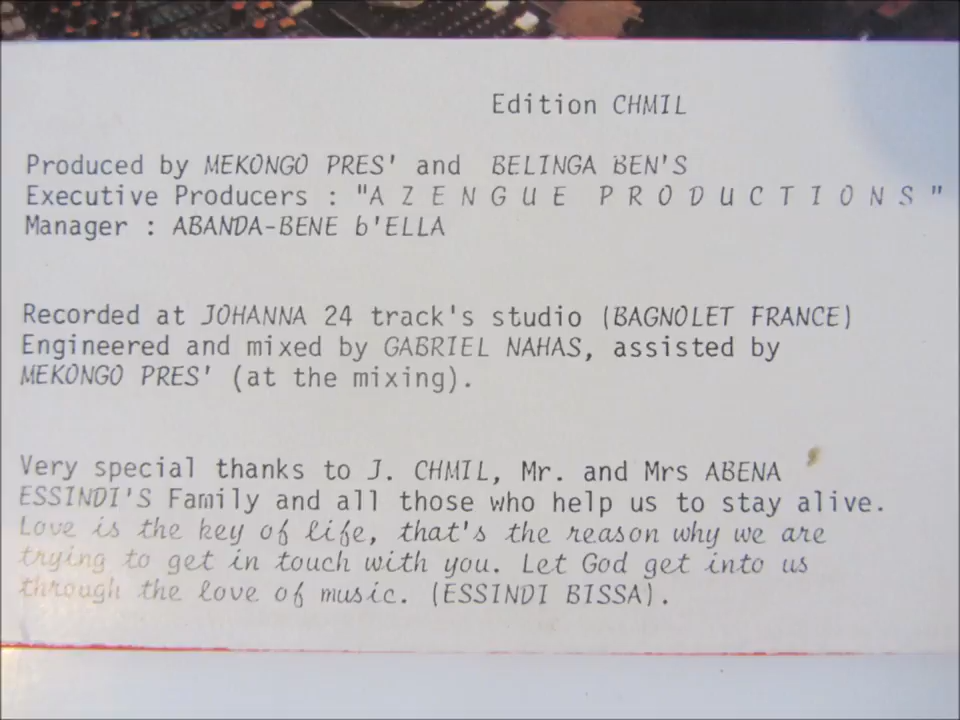 Edition CHMIL
Produced by MEKONGO PRES' and BELINGA BEN'S
Executive Producers : "A Z E N G U E P R O D U C T I O N S "
Manager : ABANDA-BENE b'ELLA
Recorded at JOHANNA 24 track's studio (BAGNOLET FRANCE)
Engineered and mixed by GABRIEL NAHAS, assisted by
MEKONGO PRES' (at the mixing).
Very special thanks to J. CHMIL, Mr. and Mrs ABENA
ESSINDI'S Family and all those who help us to stay alive.
Love is the key of life, that's the reason why we are
trying to get in touch with you. Let God get into us
through the love of music. (ESSINDI BISSA).